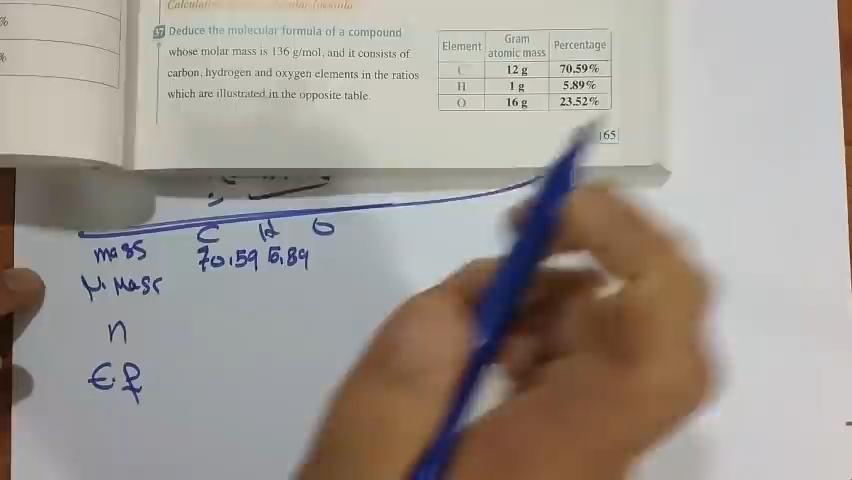 %
%
17 Deduce the molecular formula of a compound
whose molar mass is 136 g/mol, and it consists of
carbon, hydrogen and oxygen elements in the ratios
which are illustrated in the opposite table.
Element Gram atomic mass Percentage
C 12 g 70.59%
H 1 g 5.89%
O 16 g 23.52%
165
C H O
mass 70.59 5.89
M. Mass
n
E.F